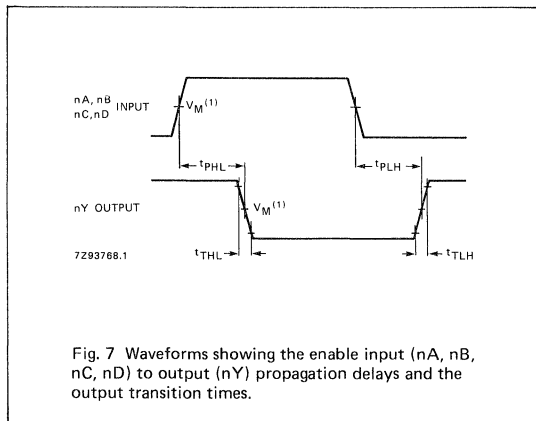 nA, nB
nC,nD INPUT
VM(1)
tPHL
tPLH
nY OUTPUT
VM(1)
7Z93768.1
tTHL
tTLH
Fig. 7 Waveforms showing the enable input (nA, nB,
nC, nD) to output (nY) propagation delays and the
output transition times.